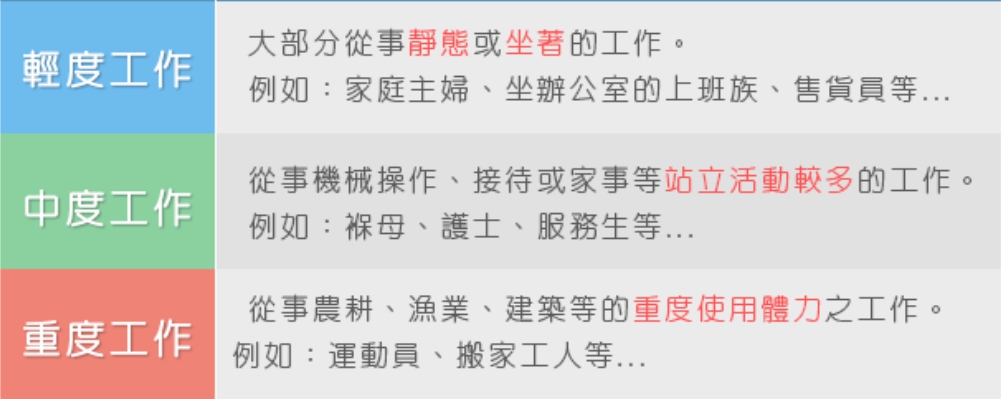 輕度工作
大部分從事靜態或坐著的工作。
例如：家庭主婦、坐辦公室的上班族、售貨員等...
中度工作
從事機械操作、接待或家事等站立活動較多的工作。
例如：褓母、護士、服務生等...
重度工作
從事農耕、漁業、建築等的重度使用體力之工作。
例如：運動員、搬家工人等...